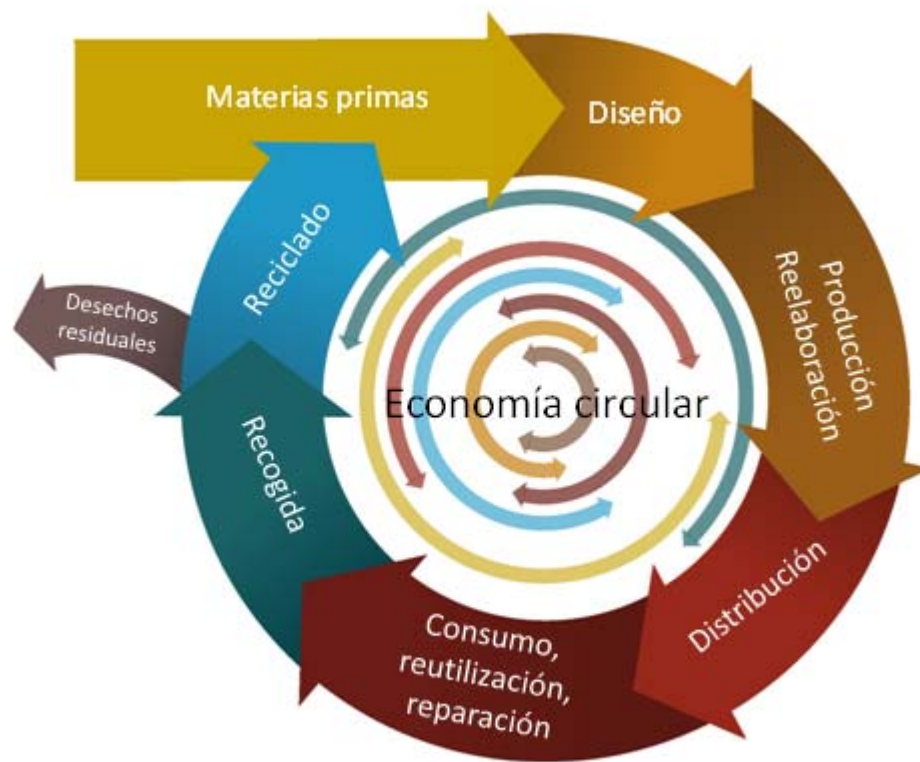 Materias primas
Diseño
Producción
Reelaboración
Distribución
Consumo,
reutilización,
reparación
Recogida
Reciclado
Desechos
residuales
Economía circular